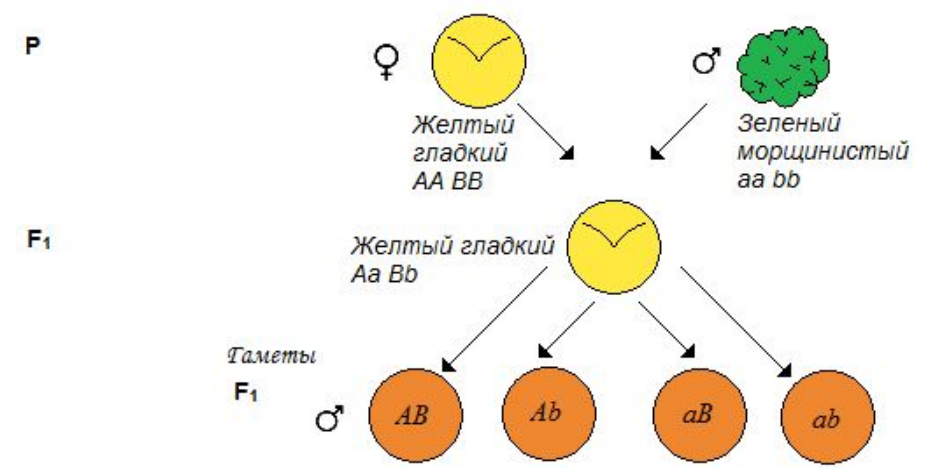 P
♀
♂
Желтый
гладкий
AA BB
Зеленый
морщинистый
aa bb
F₁
Желтый гладкий
Aa Bb
Гаметы
F₁
♂
AB
Ab
aB
ab